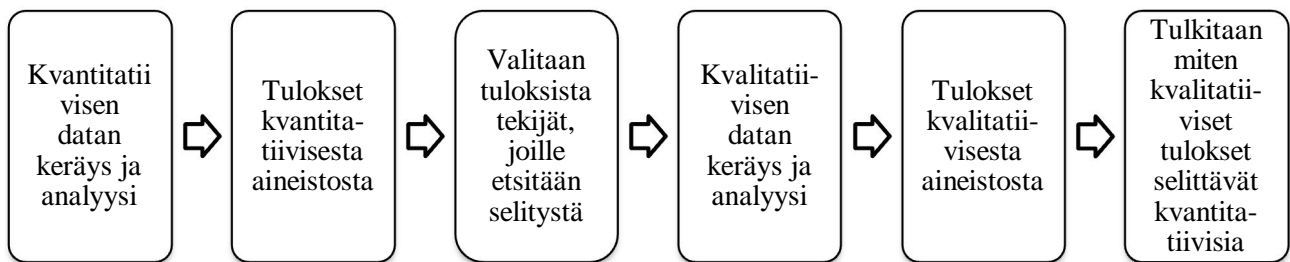 Kvantitatii
visen
datan
keräys ja
analyysi
Tulokset
kvantita-
tiivisesta
aineistosta
Valitaan
tuloksista
tekijät,
joille
etsitään
selitystä
Kvalitatii-
visen
datan
keräys ja
analyysi
Tulokset
kvalitatii-
visesta
aineistosta
Tulkitaan
miten
kvalitatii-
viset
tulokset
selittävät
kvantita-
tiivisia